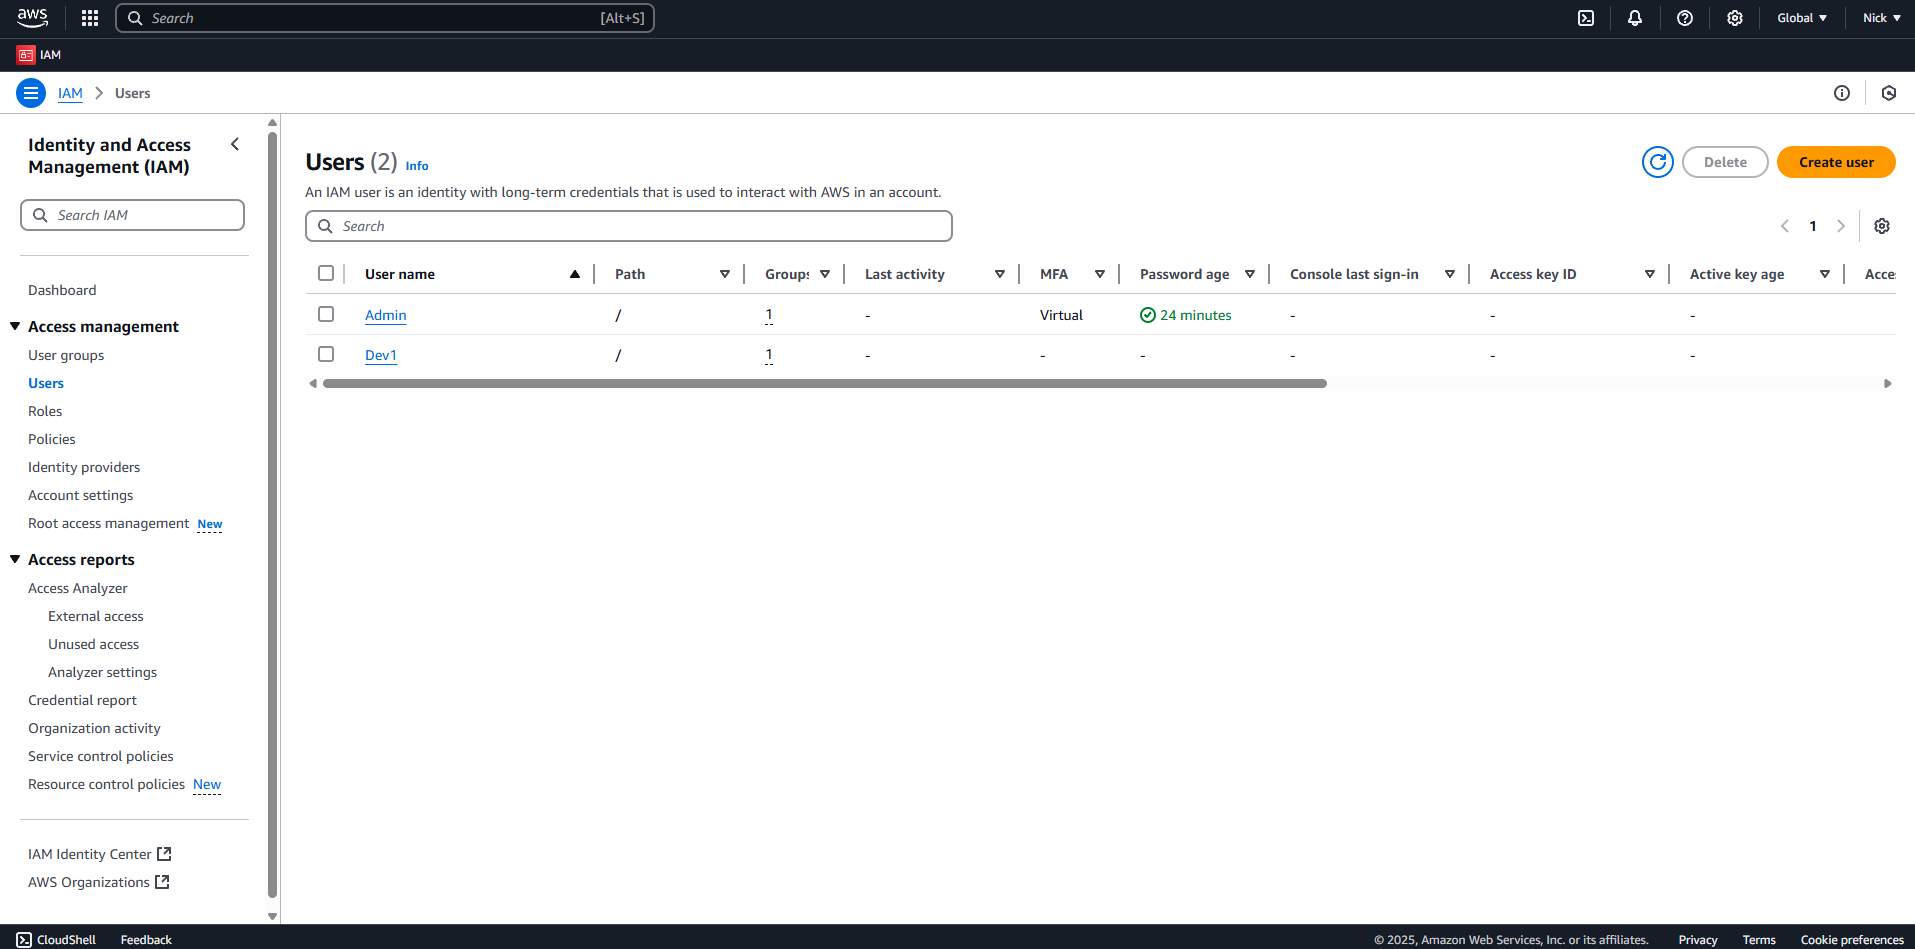 aws
Search [Alt+S]
Global
Nick
IAM
IAM > Users
Identity and Access
Management (IAM)
Search IAM
Dashboard
Access management
User groups
Users
Roles
Policies
Identity providers
Account settings
Root access management New
Access reports
Access Analyzer
External access
Unused access
Analyzer settings
Credential report
Organization activity
Service control policies
Resource control policies New
IAM Identity Center
AWS Organizations
Users (2) Info
Delete
Create user
An IAM user is an identity with long-term credentials that is used to interact with AWS in an account.
Search
1
User name Path Groups Last activity MFA Password age Console last sign-in Access key ID Active key age Acces
Admin / 1 - Virtual 24 minutes - - -
Dev1 / 1 - - - - - -
CloudShell Feedback
© 2025, Amazon Web Services, Inc. or its affiliates. Privacy Terms Cookie preferences